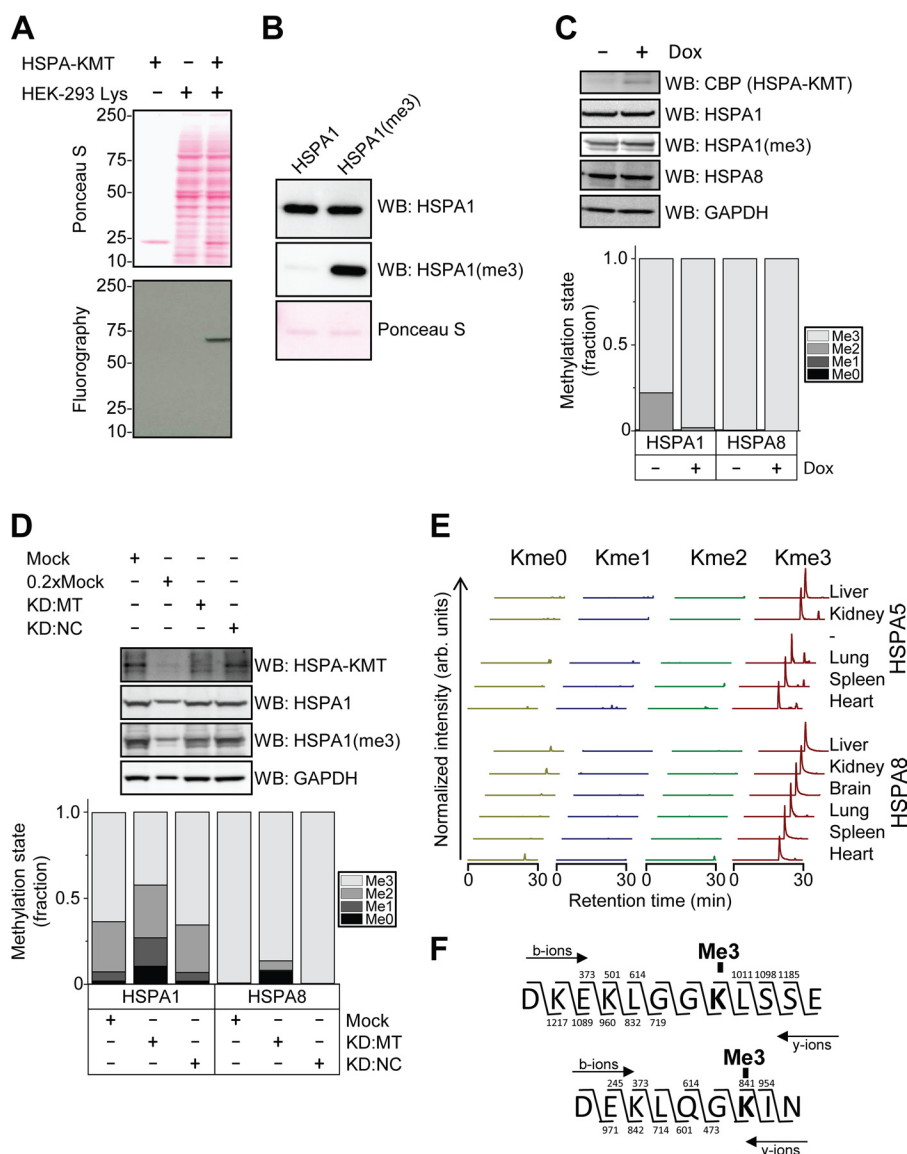 A
HSPA-KMT + - +
HEK-293 Lys - + +
Ponceau S
250-
75-
50-
25-
10-
Fluorography
250-
75-
50-
25-
10-
B
HSPA1
HSPA1(me3)
WB: HSPA1
WB: HSPA1(me3)
Ponceau S
C
- + Dox
WB: CBP (HSPA-KMT)
WB: HSPA1
WB: HSPA1(me3)
WB: HSPA8
WB: GAPDH
Methylation state
(fraction)
1.0
0.5
0
Me3
Me2
Me1
Me0
HSPA1 HSPA8
- + - + Dox
D
Mock + - - -
0.2xMock - + - -
KD:MT - - + -
KD:NC - - - +
WB: HSPA-KMT
WB: HSPA1
WB: HSPA1(me3)
WB: GAPDH
Methylation state
(fraction)
1.0
0.5
0
Me3
Me2
Me1
Me0
HSPA1 HSPA8
+ - - + - - Mock
- + - - + - KD:MT
- - + - - + KD:NC
E
Kme0 Kme1 Kme2 Kme3
Normalized intensity (arb. units)
Liver
Kidney
-
Lung
Spleen
Heart
HSPA5
Liver
Kidney
Brain
Lung
Spleen
Heart
HSPA8
0 30 0 30 0 30 0 30
Retention time (min)
F
Me3
b-ions
373 501 614 1011 1098 1185
DKEKLGGKLSSE
1217 1089 960 832 719
y-ions
Me3
b-ions
245 373 614 841 954
DEKLQGKIN
971 842 714 601 473
y-ions